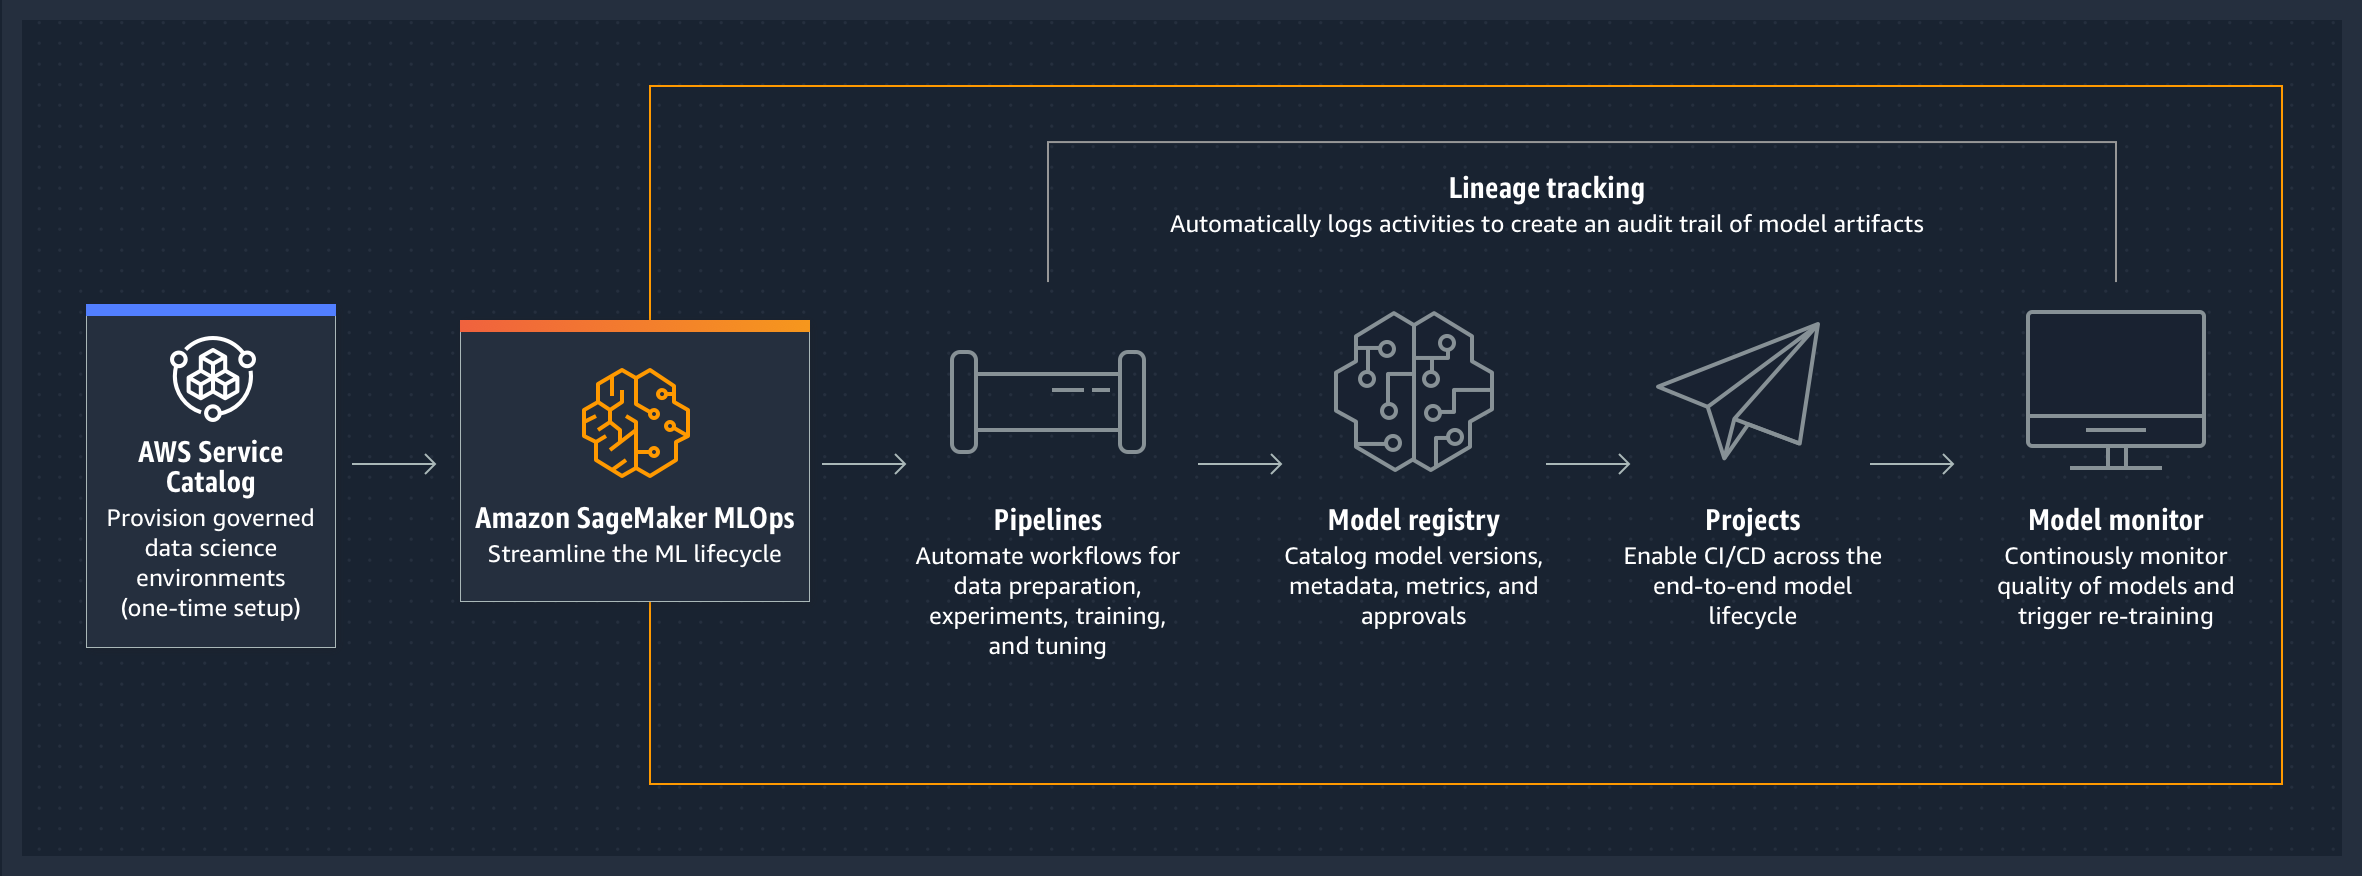 Lineage tracking
Automatically logs activities to create an audit trail of model artifacts
AWS Service
Catalog
Provision governed
data science
environments
(one-time setup)
Amazon SageMaker MLOps
Streamline the ML lifecycle
Pipelines
Automate workflows for
data preparation,
experiments, training,
and tuning
Model registry
Catalog model versions,
metadata, metrics, and
approvals
Projects
Enable CI/CD across the
end-to-end model
lifecycle
Model monitor
Continously monitor
quality of models and
trigger re-training